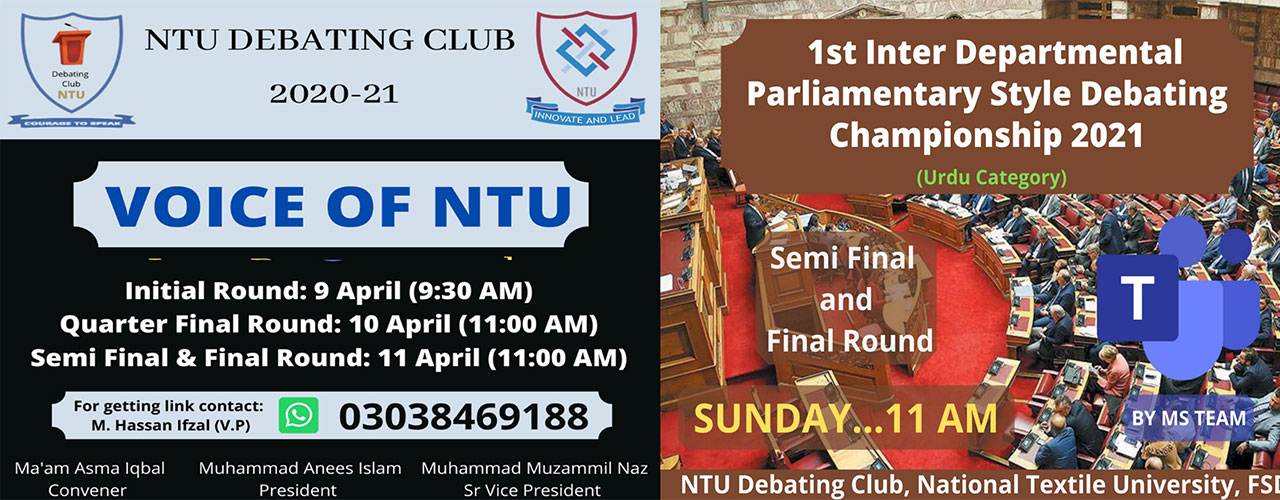 NTU DEBATING CLUB
2020-21
Debating
Club
NTU
COURAGE TO SPEAK
NTU
INNOVATE AND LEAD
VOICE OF NTU
Initial Round: 9 April (9:30 AM)
Quarter Final Round: 10 April (11:00 AM)
Semi Final & Final Round: 11 April (11:00 AM)
For getting link contact:
M. Hassan Ifzal (V.P)
03038469188
Ma'am Asma Iqbal
Convener
Muhammad Anees Islam
President
Muhammad Muzammil Naz
Sr Vice President
1st Inter Departmental
Parliamentary Style Debating
Championship 2021
(Urdu Category)
Semi Final
and
Final Round
T
SUNDAY...11 AM
BY MS TEAM
NTU Debating Club, National Textile University, FSD